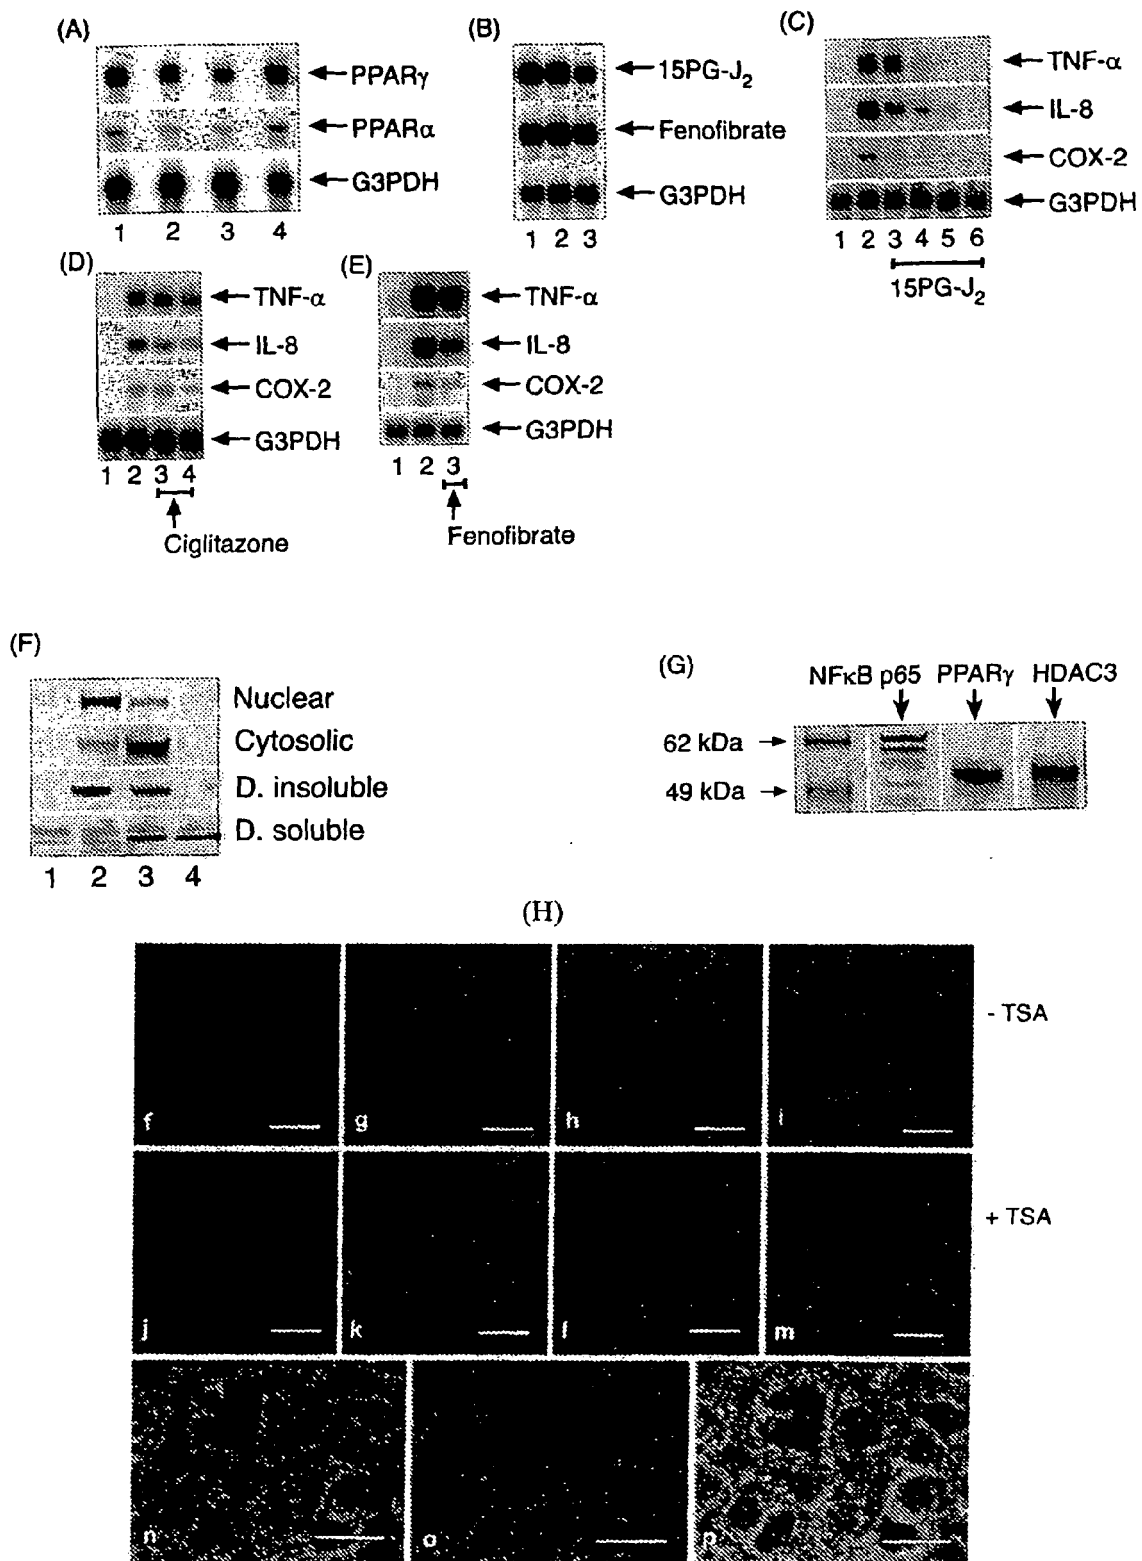 (A)
PPARγ
PPARα
G3PDH
1 2 3 4
(B)
15PG-J₂
Fenofibrate
G3PDH
1 2 3
(C)
TNF-α
IL-8
COX-2
G3PDH
1 2 3 4 5 6
15PG-J₂
(D)
TNF-α
IL-8
COX-2
G3PDH
1 2 3 4
Ciglitazone
(E)
TNF-α
IL-8
COX-2
G3PDH
1 2 3
Fenofibrate
(F)
Nuclear
Cytosolic
D. insoluble
D. soluble
1 2 3 4
(G)
NFκB p65 PPARγ HDAC3
62 kDa
49 kDa
(H)
f g h i
- TSA
j k l m
+ TSA
n o p